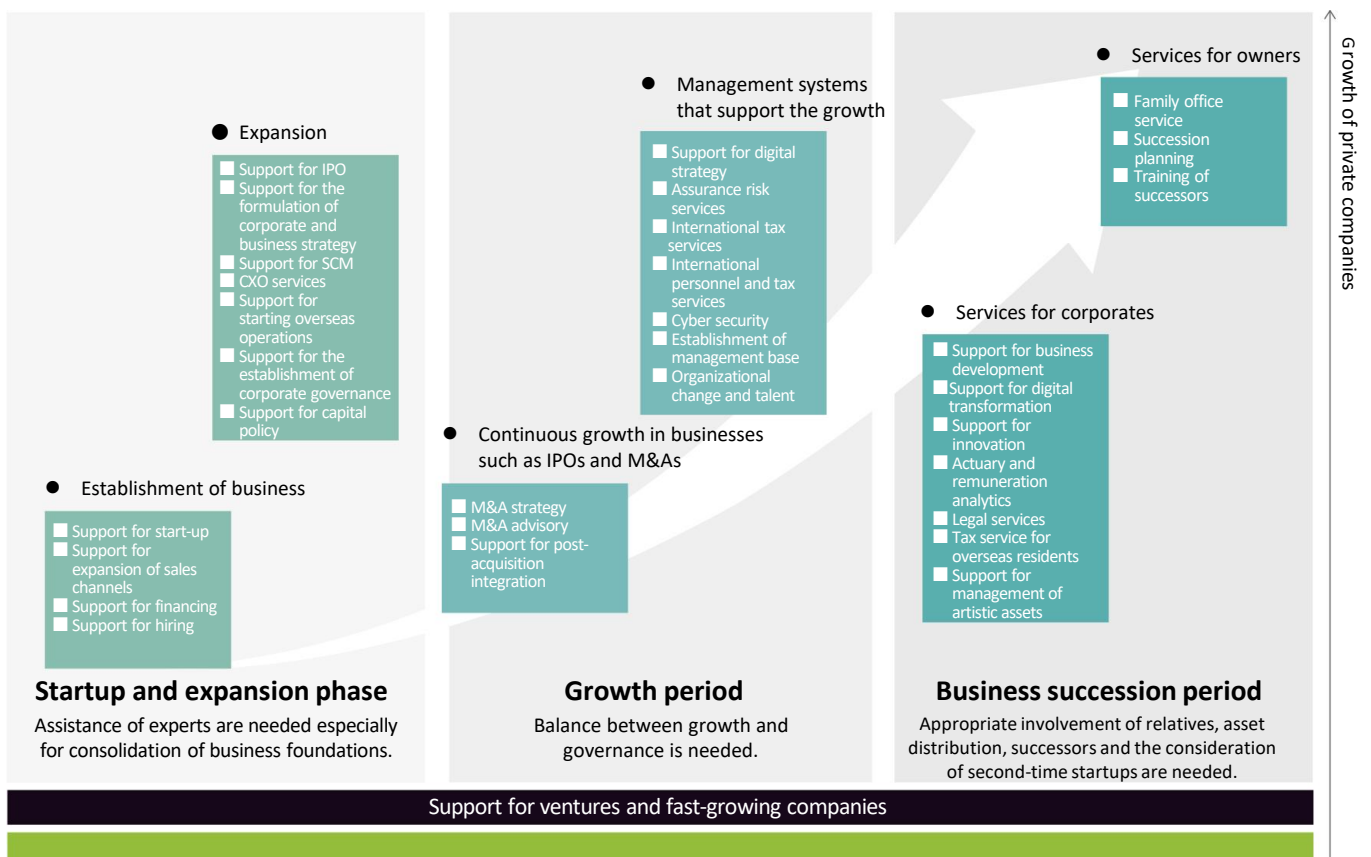 Expansion
Support for IPO
Support for the
formulation of
corporate and
business strategy
Support for SCM
CXO services
Support for
starting overseas
operations
Support for the
establishment of
corporate governance
Support for capital
policy
Establishment of business
Support for start-up
Support for
expansion of sales
channels
Support for financing
Support for hiring
Startup and expansion phase
Assistance of experts are needed especially
for consolidation of business foundations.
Management systems
that support the growth
Support for digital
strategy
Assurance risk
services
International tax
services
International
personnel and tax
services
Cyber security
Establishment of
management base
Organizational
change and talent
Continuous growth in businesses
such as IPOs and M&As
M&A strategy
M&A advisory
Support for post-
acquisition
integration
Growth period
Balance between growth and
governance is needed.
Services for owners
Family office
service
Succession
planning
Training of
successors
Services for corporates
Support for business
development
Support for digital
transformation
Support for
innovation
Actuary and
remuneration
analytics
Legal services
Tax service for
overseas residents
Support for
management of
artistic assets
Business succession period
Appropriate involvement of relatives, asset
distribution, successors and the consideration
of second-time startups are needed.
Growth of private companies
Support for ventures and fast-growing companies